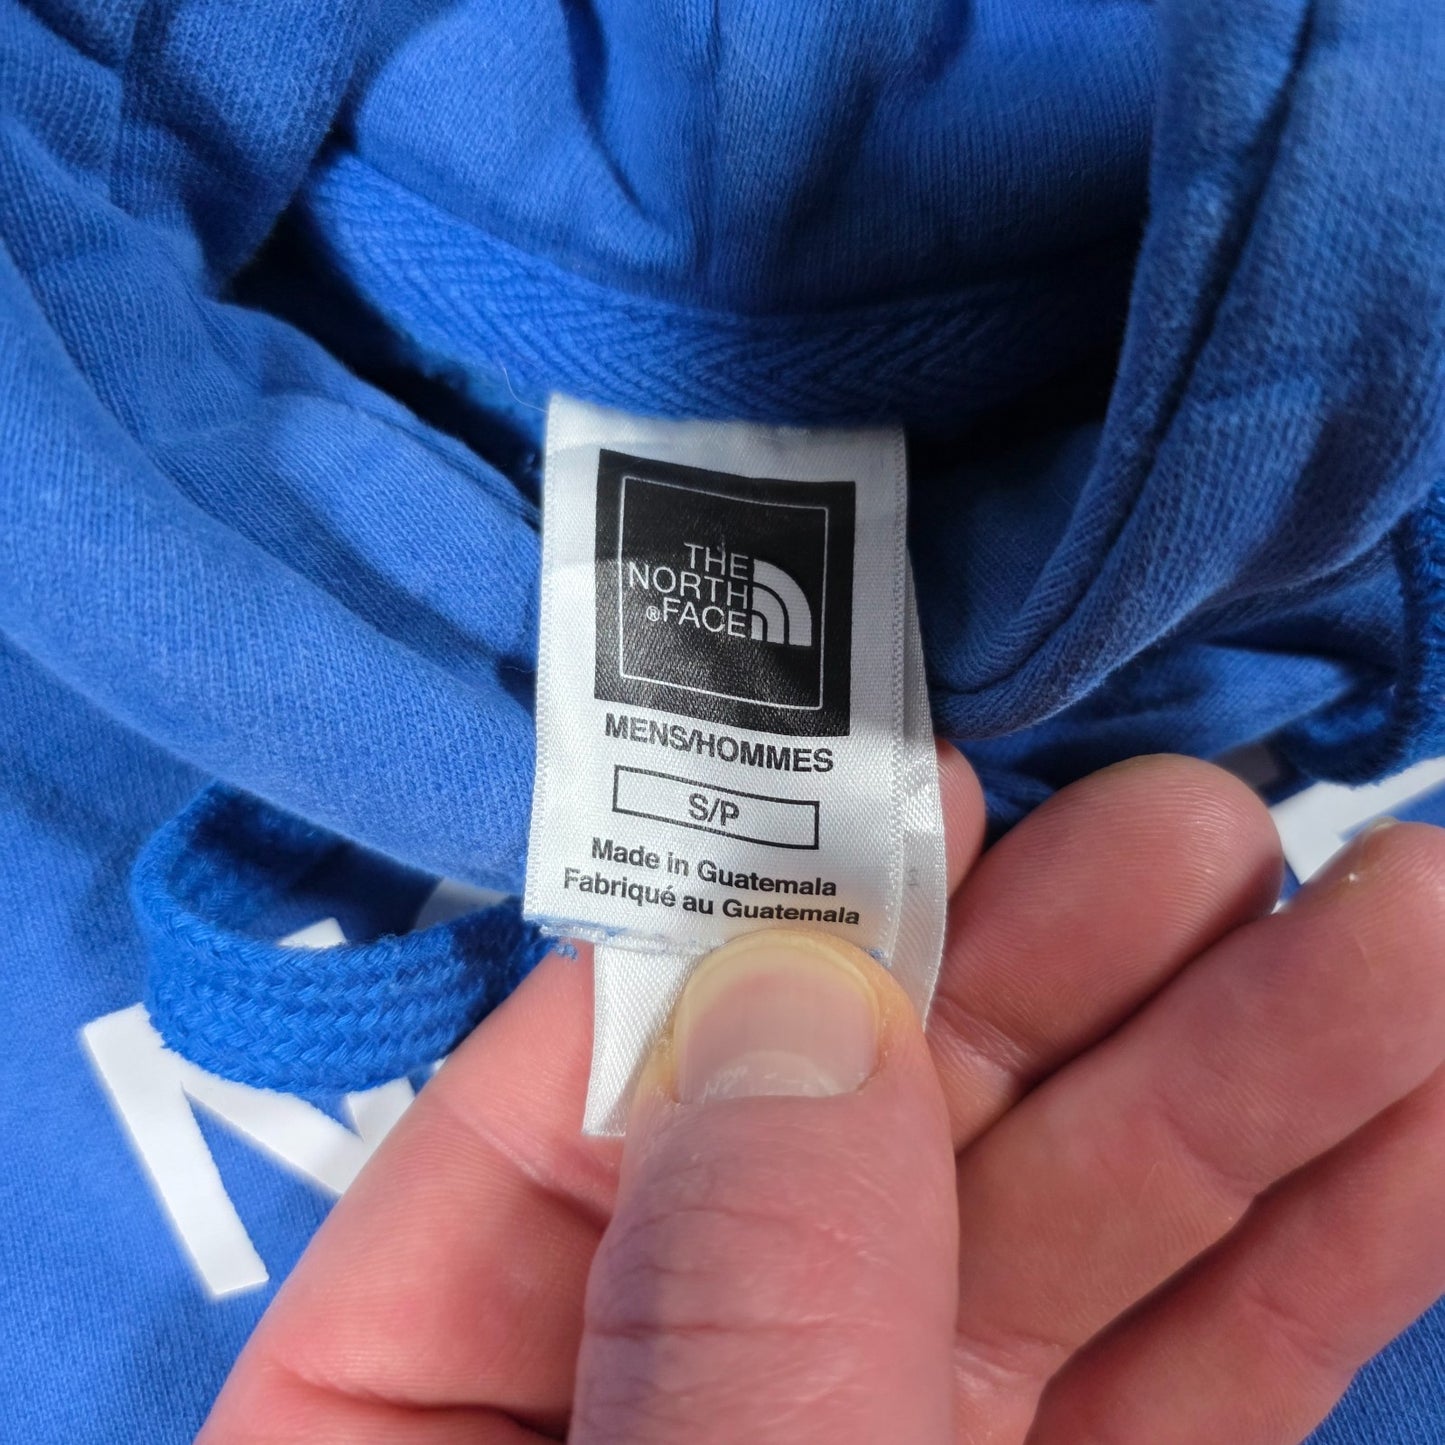 THE
NORTH
®FACE
MENS/HOMMES
S/P
Made in Guatemala
Fabriqué au Guatemala